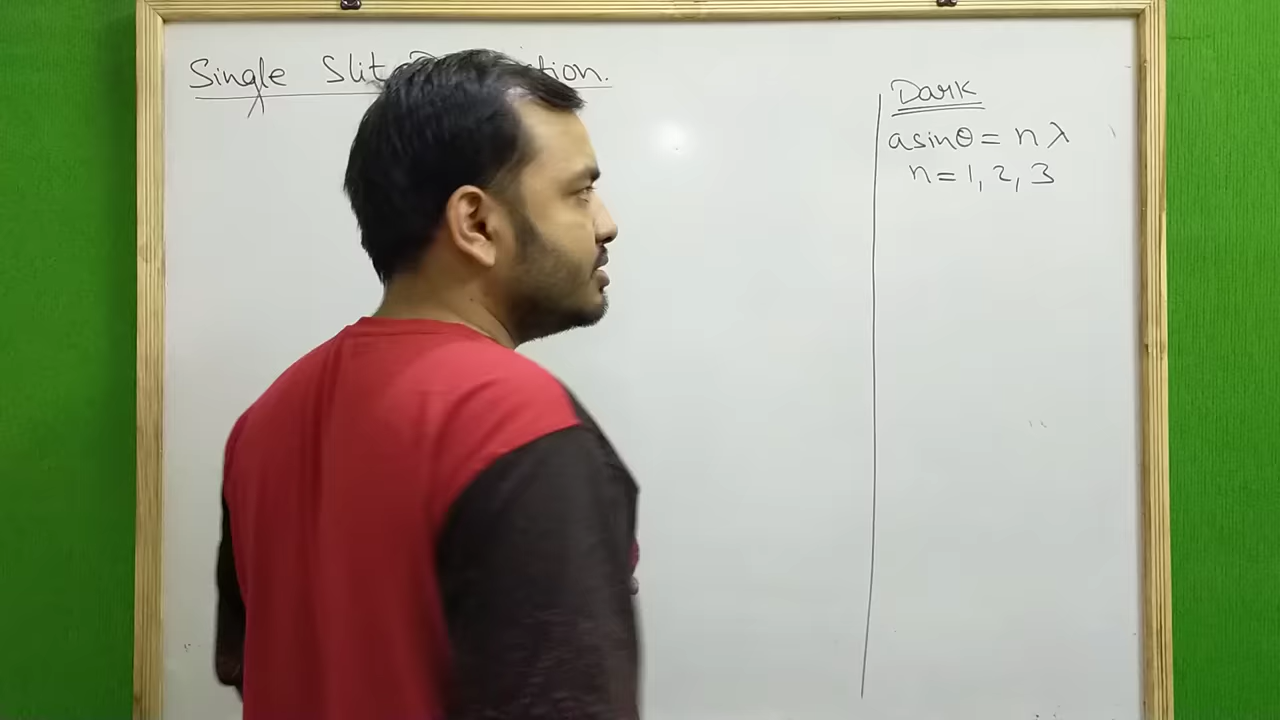 Single Slit
Dark
asinθ = nλ
n = 1, 2, 3